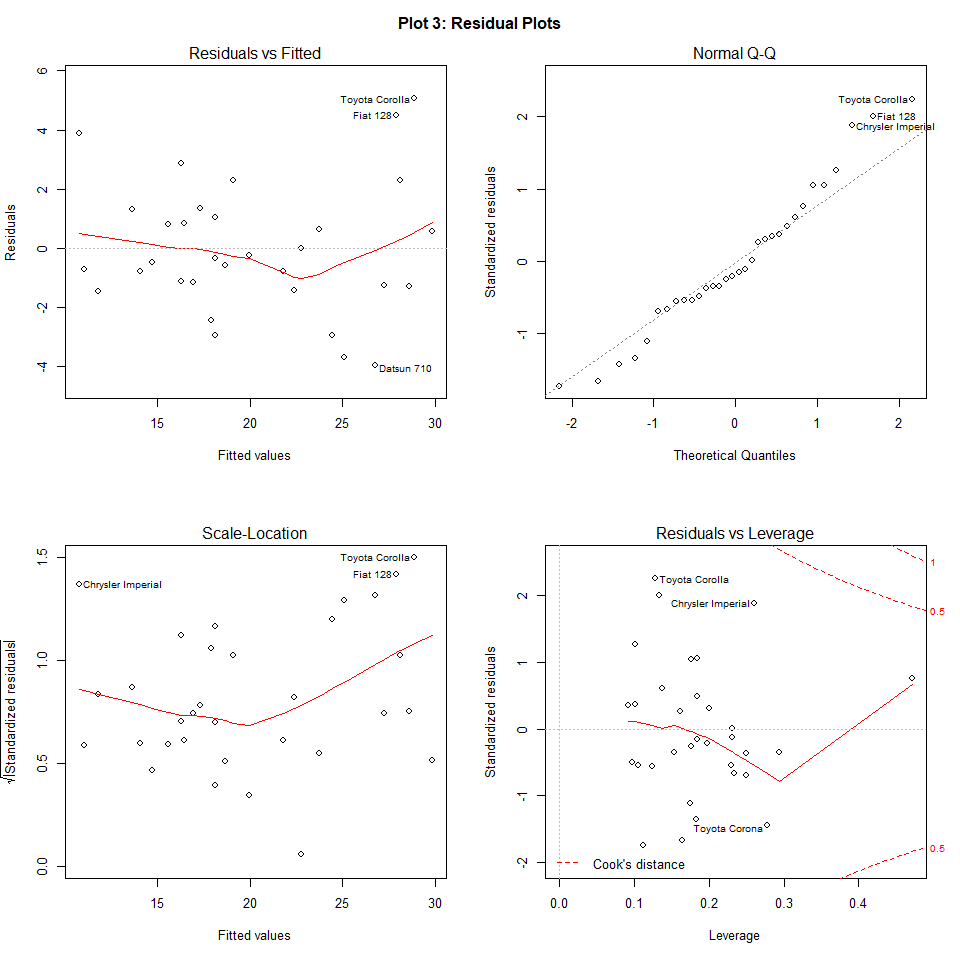 Plot 3: Residual Plots
Residuals vs Fitted
Residuals
6
4
2
0
-2
-4
Toyota Corolla
Fiat 128
Datsun 710
15 20 25 30
Fitted values
Normal Q-Q
Standardized residuals
2
1
0
-1
Toyota Corolla
Fiat 128
Chrysler Imperial
-2 -1 0 1 2
Theoretical Quantiles
Scale-Location
√|Standardized residuals|
1.5
1.0
0.5
0.0
Toyota Corolla
Fiat 128
Chrysler Imperial
15 20 25 30
Fitted values
Residuals vs Leverage
Standardized residuals
2
1
0
-1
-2
1
0.5
0.5
Toyota Corolla
Chrysler Imperial
Toyota Corona
Cook's distance
0.0 0.1 0.2 0.3 0.4
Leverage